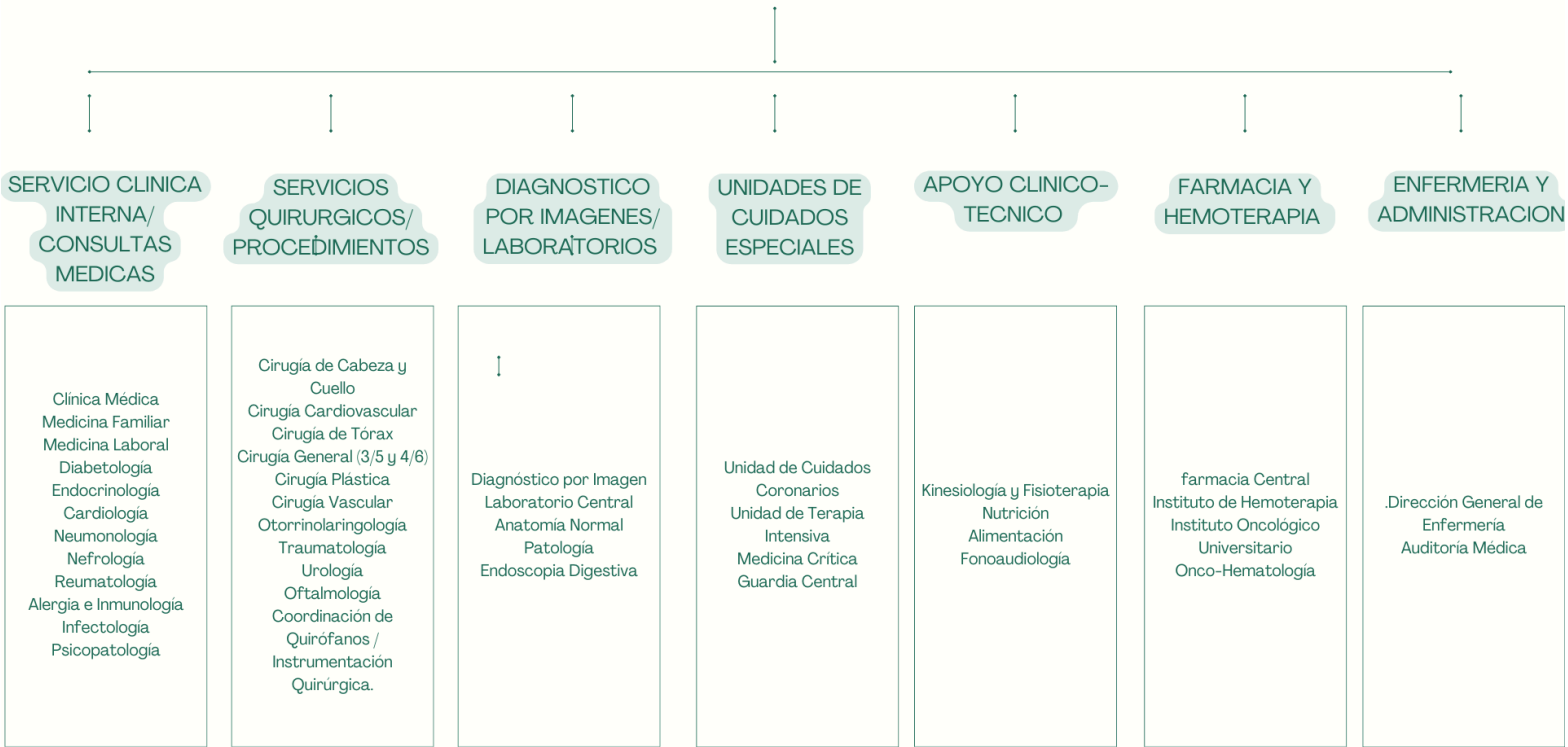 SERVICIO CLINICA
INTERNA/
CONSULTAS
MEDICAS
SERVICIOS
QUIRURGICOS/
PROCEDIMIENTOS
DIAGNOSTICO
POR IMAGENES/
LABORATORIOS
UNIDADES DE
CUIDADOS
ESPECIALES
APOYO CLINICO-
TECNICO
FARMACIA Y
HEMOTERAPIA
ENFERMERIA Y
ADMINISTRACION
Clínica Médica
Medicina Familiar
Medicina Laboral
Diabetología
Endocrinología
Cardiología
Neumonología
Nefrología
Reumatología
Alergia e Inmunología
Infectología
Psicopatología
Cirugía de Cabeza y
Cuello
Cirugía Cardiovascular
Cirugía de Tórax
Cirugía General (3/5 y 4/6)
Cirugía Plástica
Cirugía Vascular
Otorrinolaringología
Traumatología
Urología
Oftalmología
Coordinación de
Quirófanos /
Instrumentación
Quirúrgica.
Diagnóstico por Imagen
Laboratorio Central
Anatomía Normal
Patología
Endoscopia Digestiva
Unidad de Cuidados
Coronarios
Unidad de Terapia
Intensiva
Medicina Crítica
Guardia Central
Kinesiología y Fisioterapia
Nutrición
Alimentación
Fonoaudiología
farmacia Central
Instituto de Hemoterapia
Instituto Oncológico
Universitario
Onco-Hematología
.Dirección General de
Enfermería
Auditoría Médica